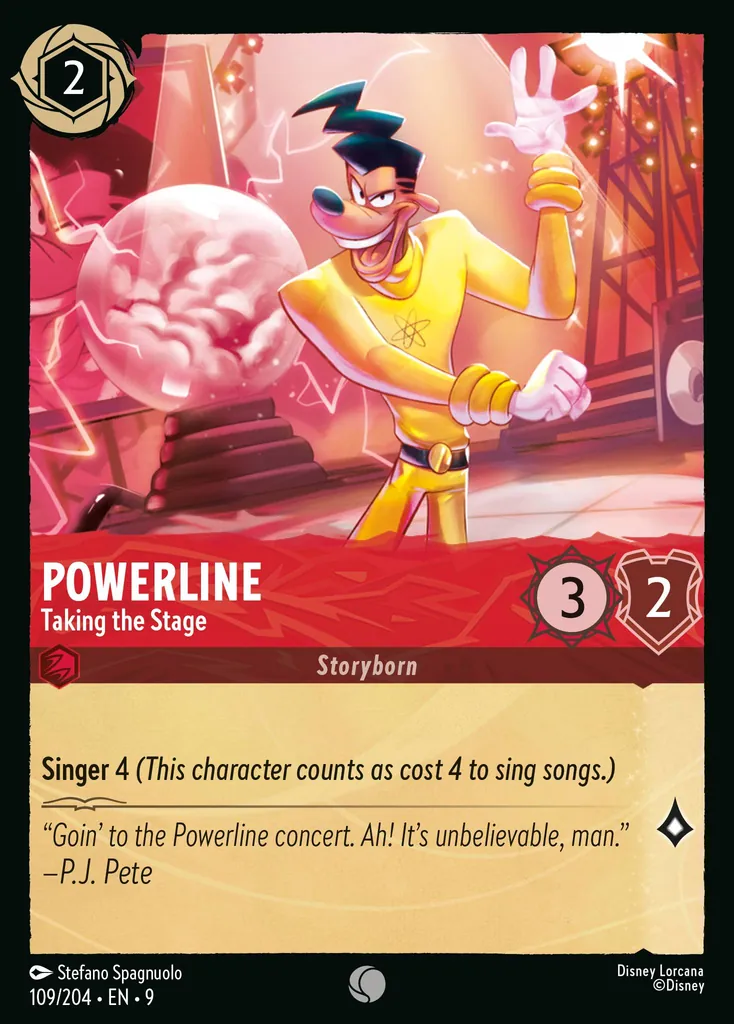 2
POWERLINE
Taking the Stage
3
2
Storyborn
Singer 4 (This character counts as cost 4 to sing songs.)
“Goin’ to the Powerline concert. Ah! It’s unbelievable, man.”
—P.J. Pete
Stefano Spagnuolo
109/204 • EN • 9
Disney Lorcana
©Disney